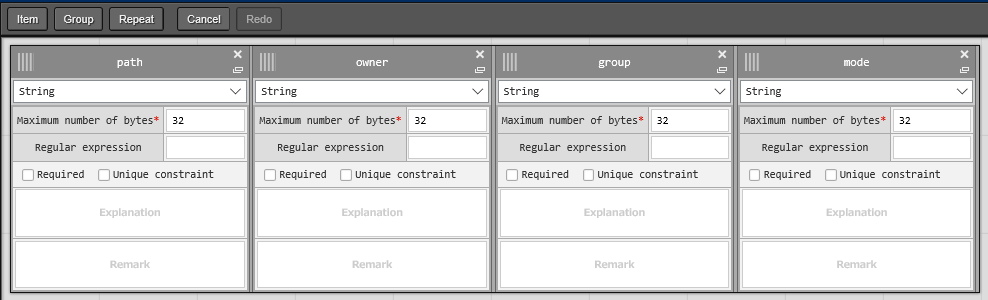 Item Group Repeat Cancel Redo
path owner group mode
String String String String
Maximum number of bytes* 32 Maximum number of bytes* 32 Maximum number of bytes* 32 Maximum number of bytes* 32
Regular expression Regular expression Regular expression Regular expression
Required Unique constraint Required Unique constraint Required Unique constraint Required Unique constraint
Explanation Explanation Explanation Explanation
Remark Remark Remark Remark